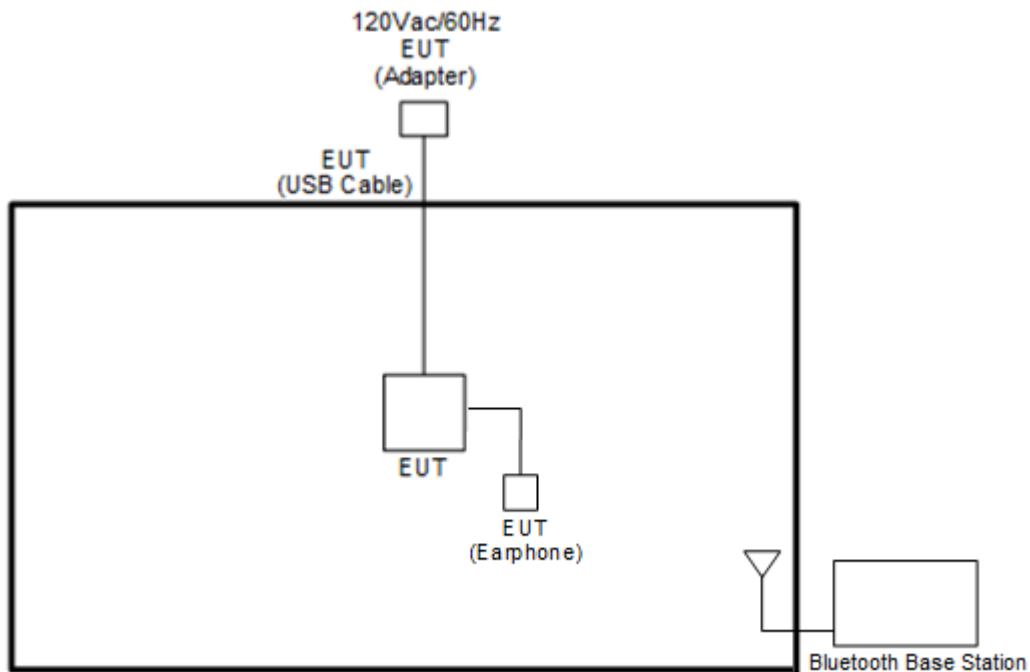 120Vac/60Hz
EUT
(Adapter)
EUT
(USB Cable)
EUT
EUT
(Earphone)
Bluetooth Base Station